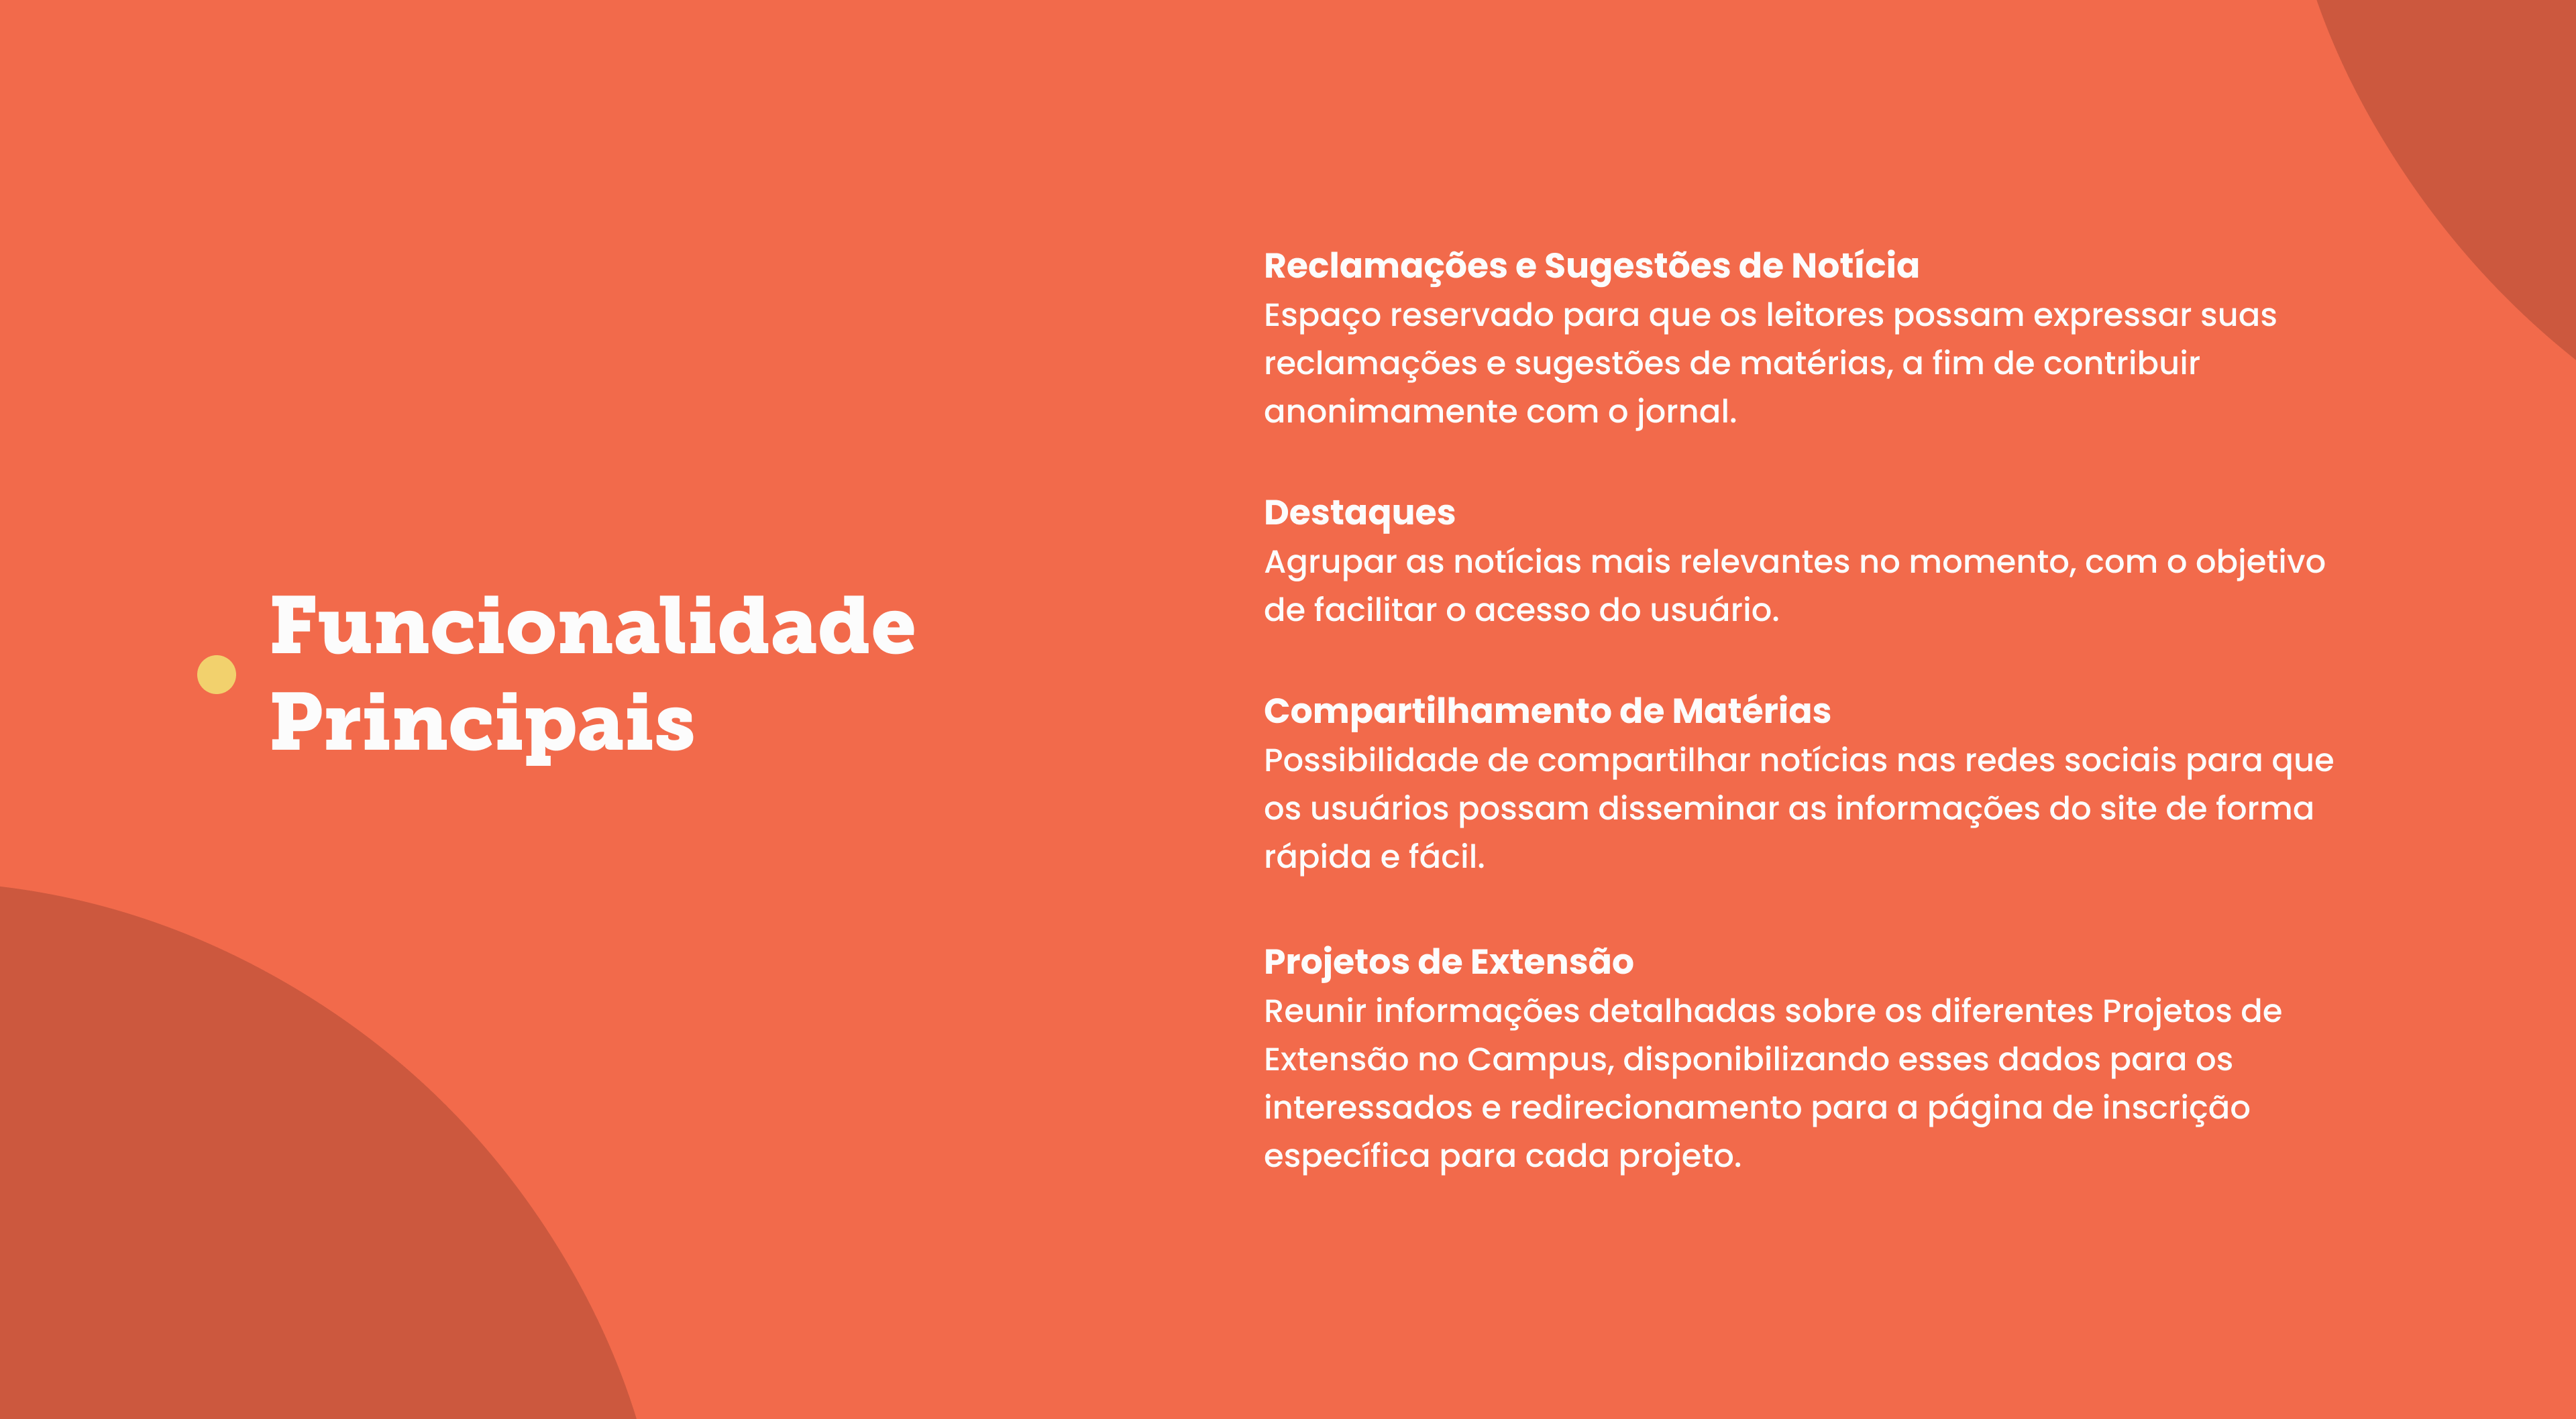 Funcionalidade
Principais
Reclamações e Sugestões de Notícia
Espaço reservado para que os leitores possam expressar suas
reclamações e sugestões de matérias, a fim de contribuir
anonimamente com o jornal.
Destaques
Agrupar as notícias mais relevantes no momento, com o objetivo
de facilitar o acesso do usuário.
Compartilhamento de Matérias
Possibilidade de compartilhar notícias nas redes sociais para que
os usuários possam disseminar as informações do site de forma
rápida e fácil.
Projetos de Extensão
Reunir informações detalhadas sobre os diferentes Projetos de
Extensão no Campus, disponibilizando esses dados para os
interessados e redirecionamento para a página de inscrição
específica para cada projeto.